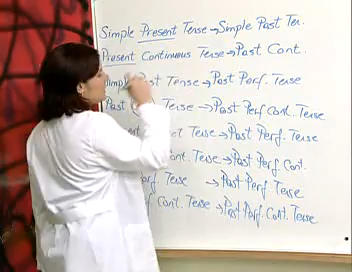 Simple Present Tense → Simple Past Ten.
Present Continuous Tense → Past Cont.
Simple Past Tense → Past Perf. Tense
Past Tense → Past Perf Cont. Tense
Tense → Past Perf. Tense
Cont. Tense → Past Perf Cont.
Perf. Tense → Past Perf Tense
Cont. Tense → Past Perf. Cont. Tense